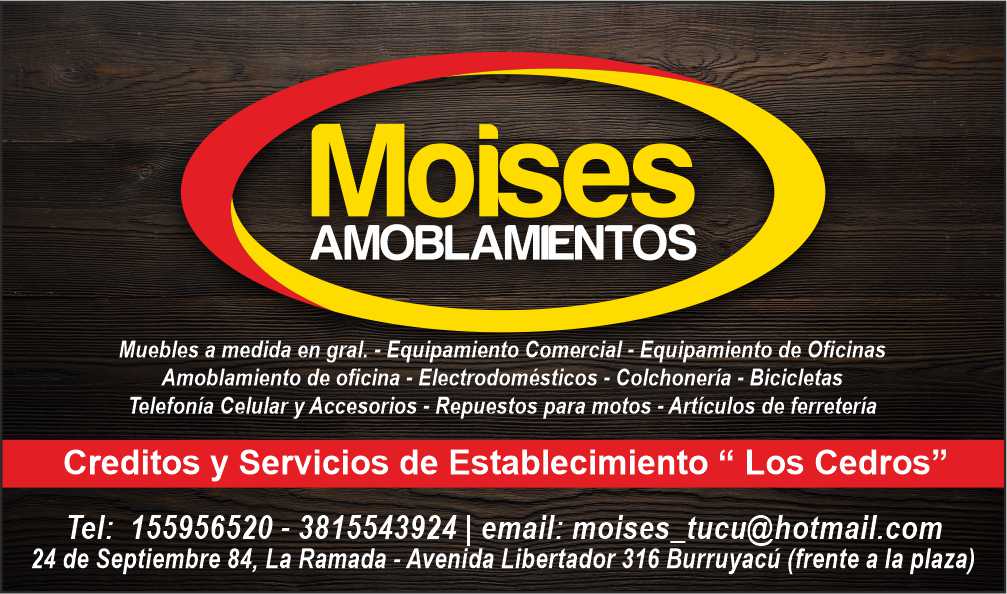 Moises
AMOBLAMIENTOS
Muebles a medida en gral. - Equipamiento Comercial - Equipamiento de Oficinas
Amoblamiento de oficina - Electrodomésticos - Colchonería - Bicicletas
Telefonía Celular y Accesorios - Repuestos para motos - Artículos de ferretería
Creditos y Servicios de Establecimiento “ Los Cedros”
Tel: 155956520 - 3815543924 | email: moises_tucu@hotmail.com
24 de Septiembre 84, La Ramada - Avenida Libertador 316 Burruyacú (frente a la plaza)